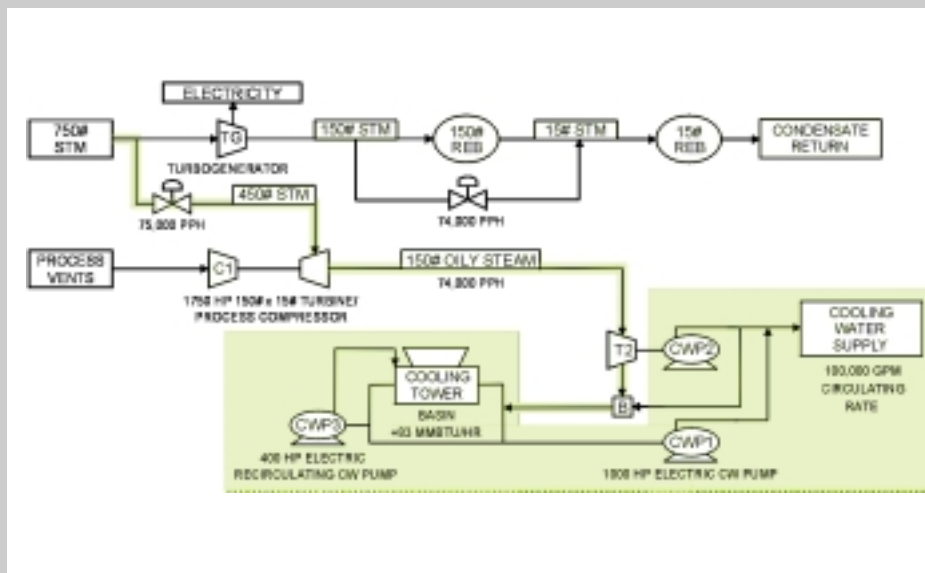 ELECTRICITY
750#
STM
TG
150# STM
150#
REB
15# STM
15#
REB
CONDENSATE
RETURN
TURBOGENERATOR
450# STM
75,000 PPH
74,000 PPH
PROCESS
VENTS
C1
150# OILY STEAM
74,000 PPH
1750 HP 150# x 15# TURBINE/
PROCESS COMPRESSOR
COOLING
WATER
SUPPLY
T2
CWP2
100,000 GPM
CIRCULATING
RATE
COOLING
TOWER
B
BASIN
+83 MMBTU/HR
CWP3
CWP1
400 HP ELECTRIC
RECIRCULATING CW PUMP
1000 HP ELECTRIC CW PUMP